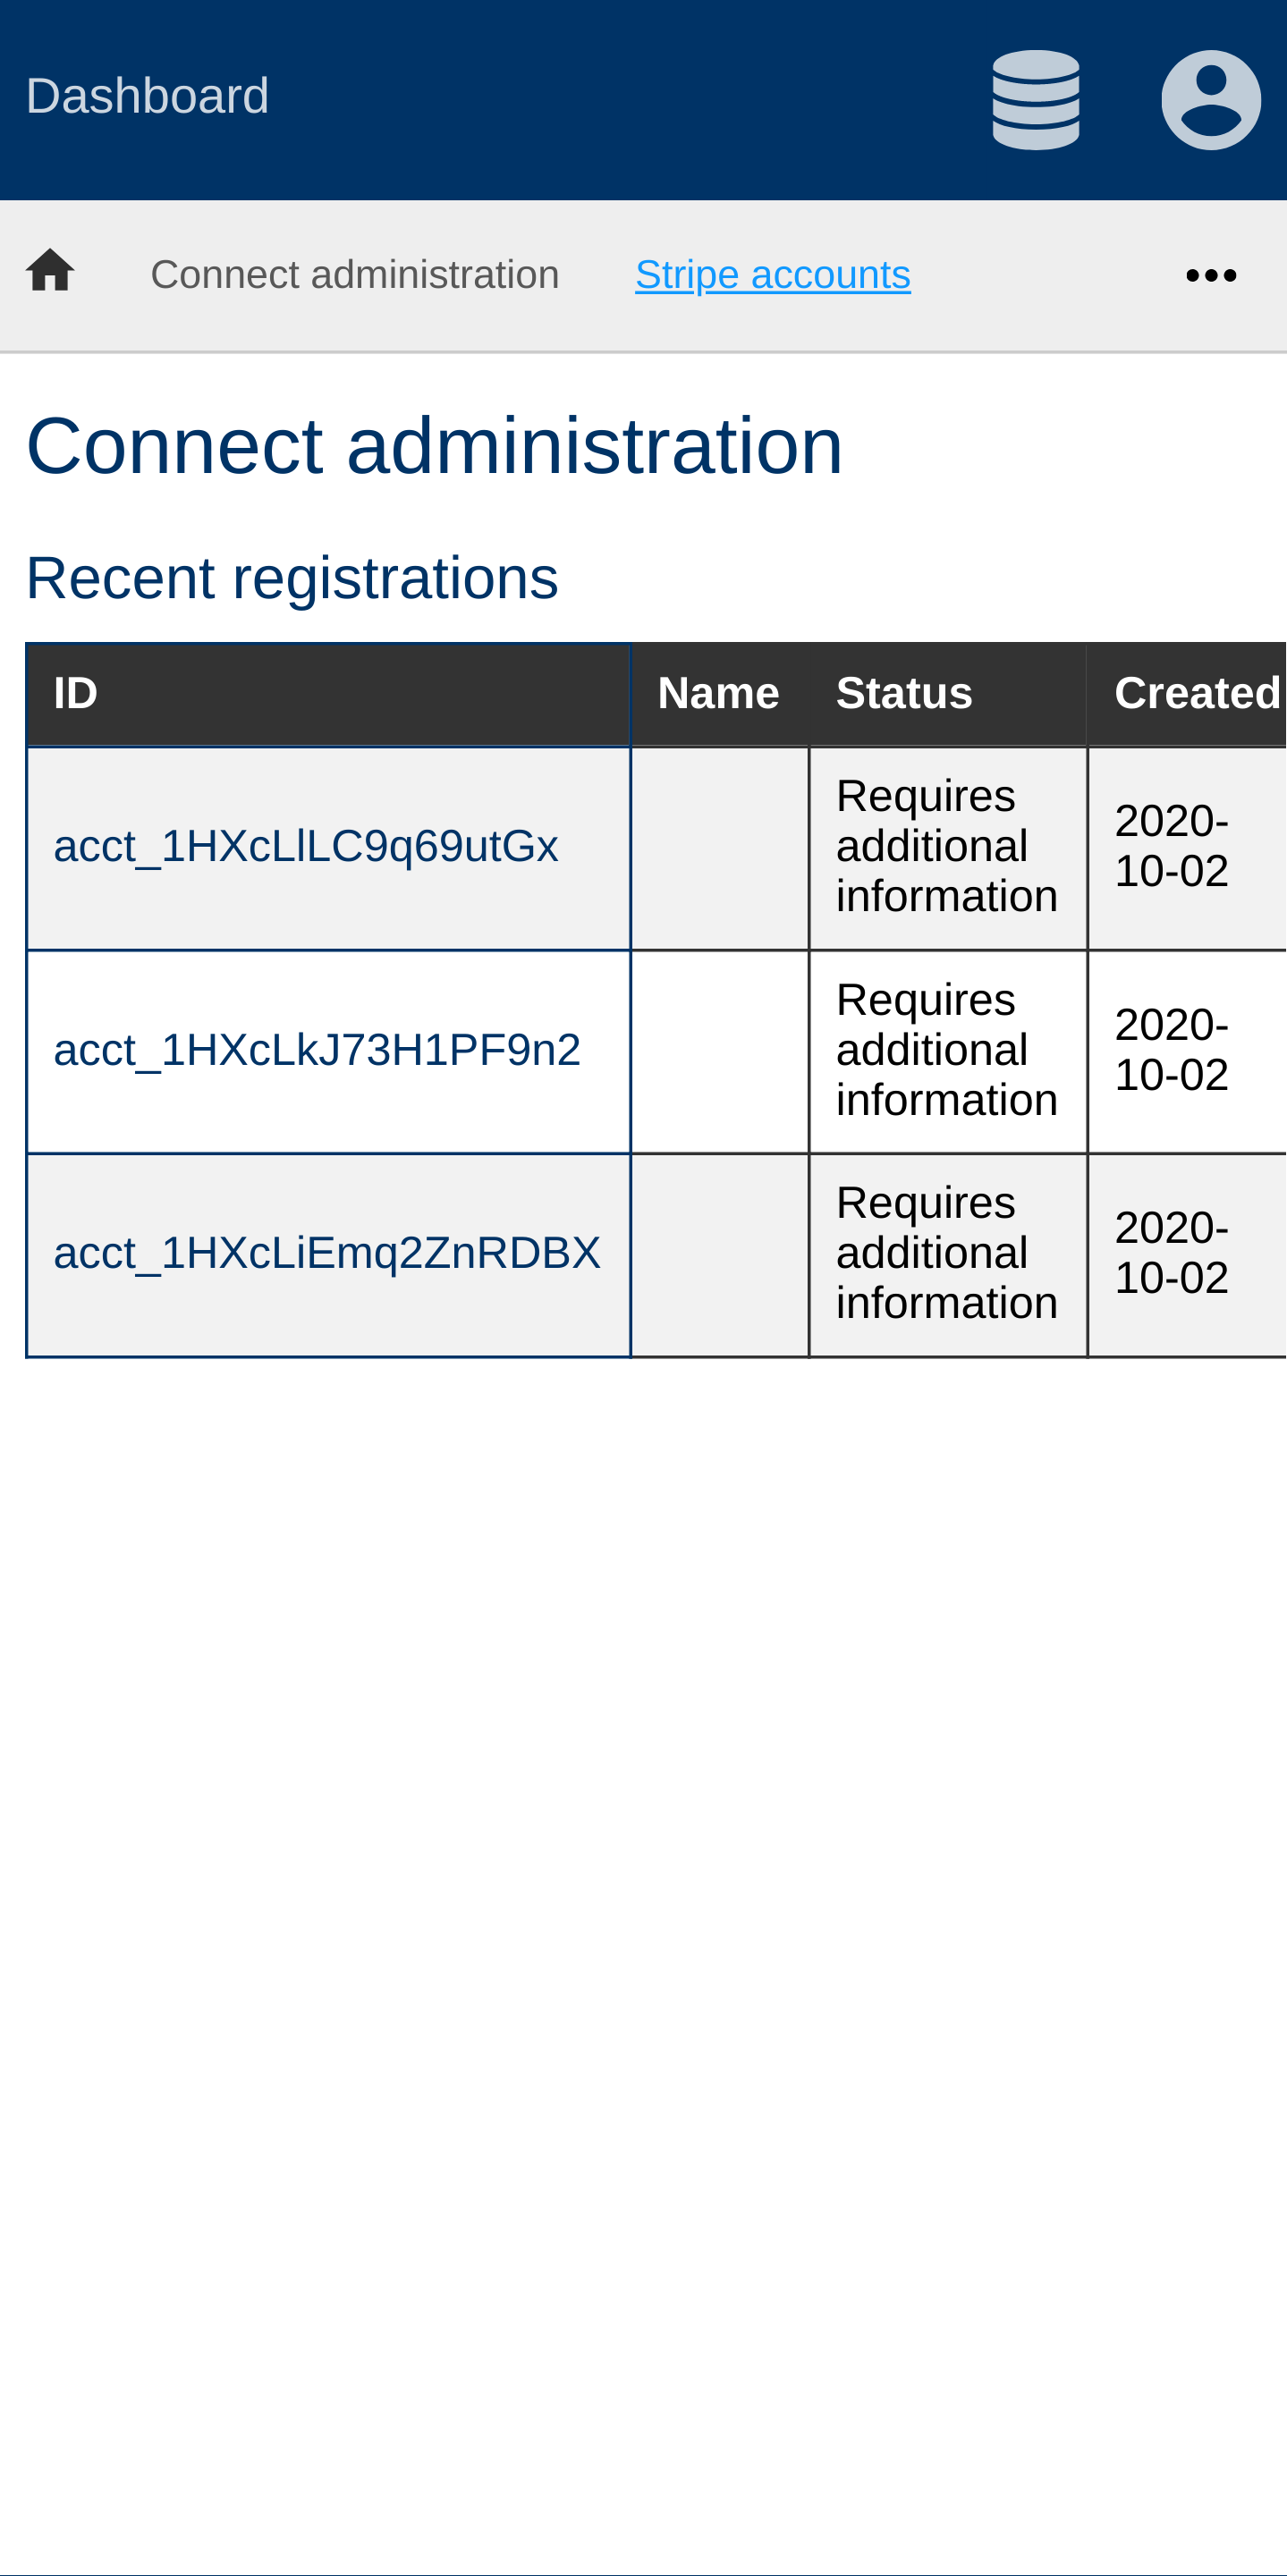 Dashboard
Connect administration Stripe accounts
Connect administration
Recent registrations
ID Name Status Created
acct_1HXcLlLC9q69utGx Requires additional information 2020-10-02
acct_1HXcLkJ73H1PF9n2 Requires additional information 2020-10-02
acct_1HXcLiEmq2ZnRDBX Requires additional information 2020-10-02